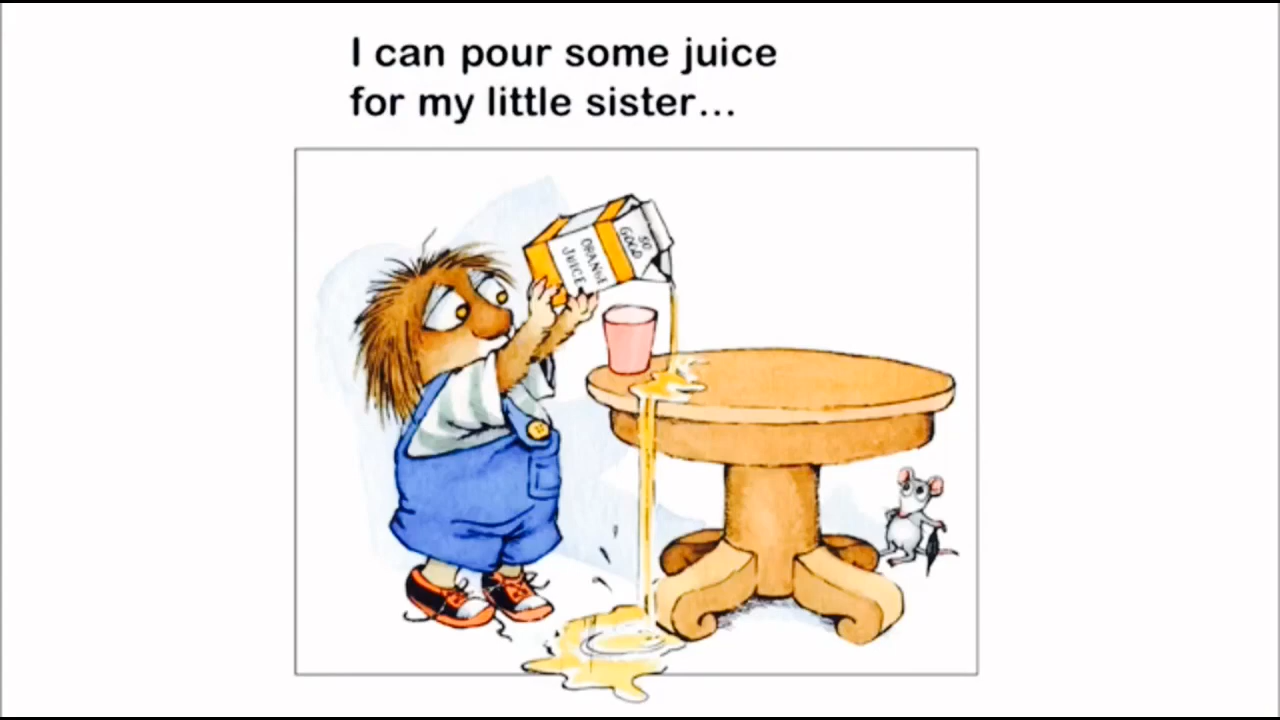 I can pour some juice
for my little sister...
SO
GOOD
ORANGE
JUICE